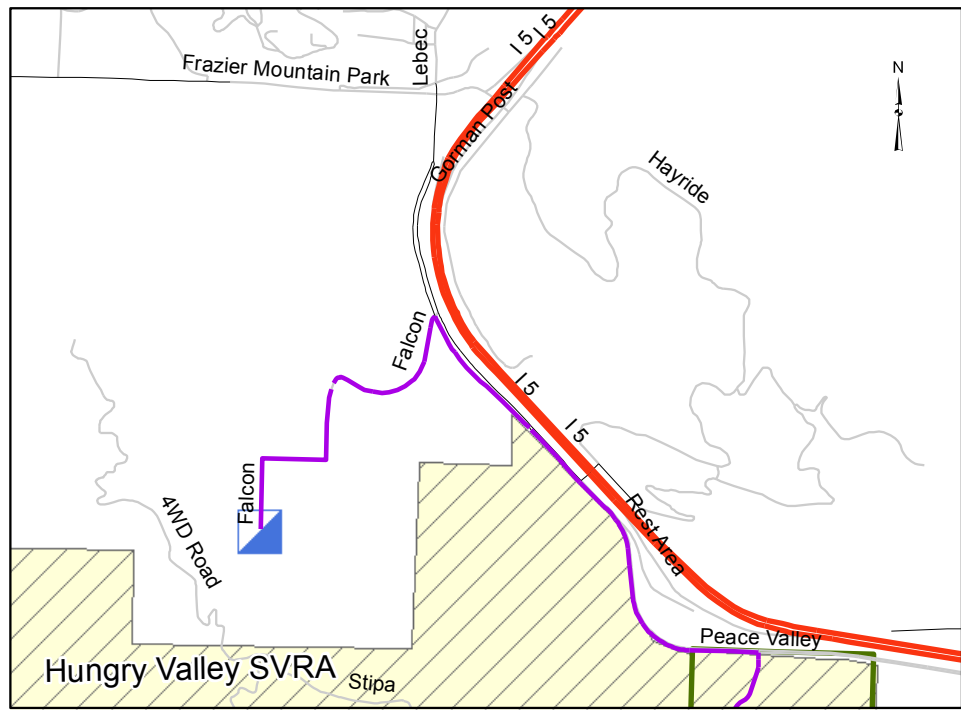 I 5
I 5
Lebec
Frazier Mountain Park
N
Gorman Post
Hayride
Falcon
I 5
I 5
Falcon
4WD Road
Rest Area
Peace Valley
Hungry Valley SVRA
Stipa